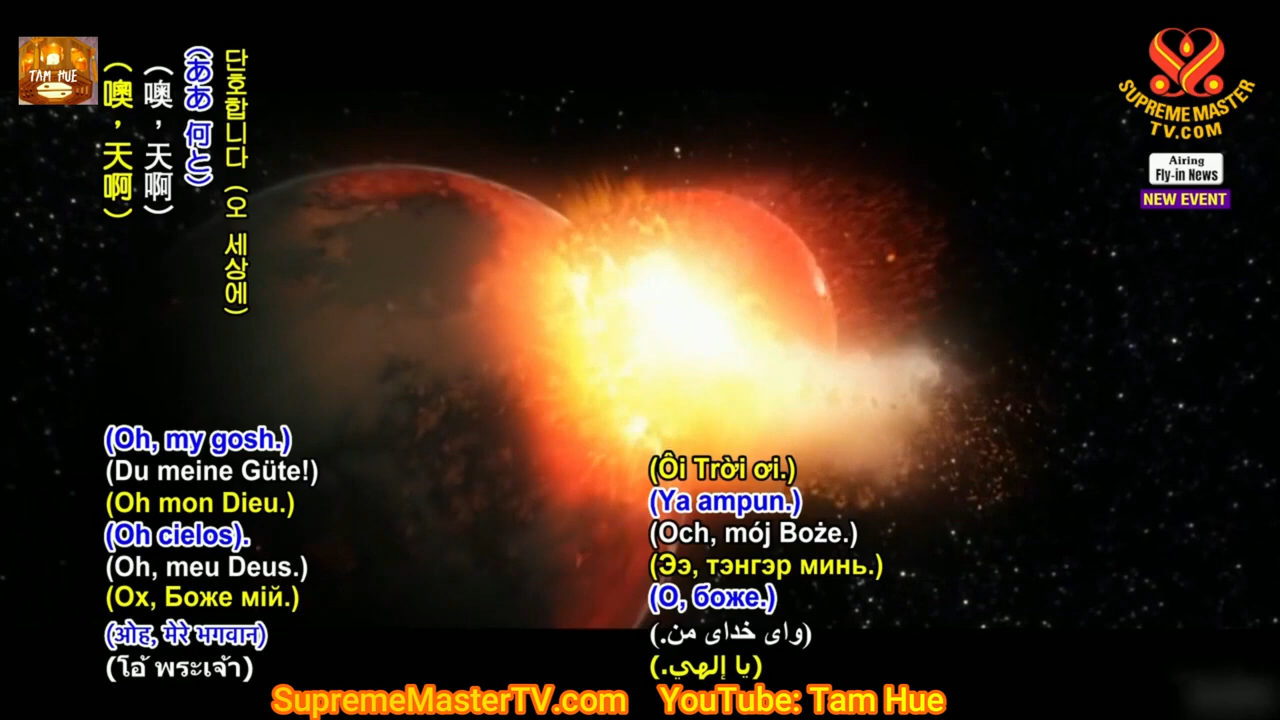 TAM HUE
(噢，天啊)
(噢，天啊)
(ああ 何と)
단호합니다 (오 세상에)
SUPREME MASTER
TV.COM
Airing
Fly-in News
NEW EVENT
(Oh, my gosh.)
(Du meine Güte!)
(Oh mon Dieu.)
(Oh cielos).
(Oh, meu Deus.)
(Ох, Боже мій.)
(ओह, मेरे भगवान)
(โอ้ พระเจ้า)
(Ôi Trời ơi.)
(Ya ampun.)
(Och, mój Boże.)
(Ээ, тэнгэр минь.)
(О, боже.)
(وای خدای من.)
(يا إلهي.)
SupremeMasterTV.com YouTube: Tam Hue